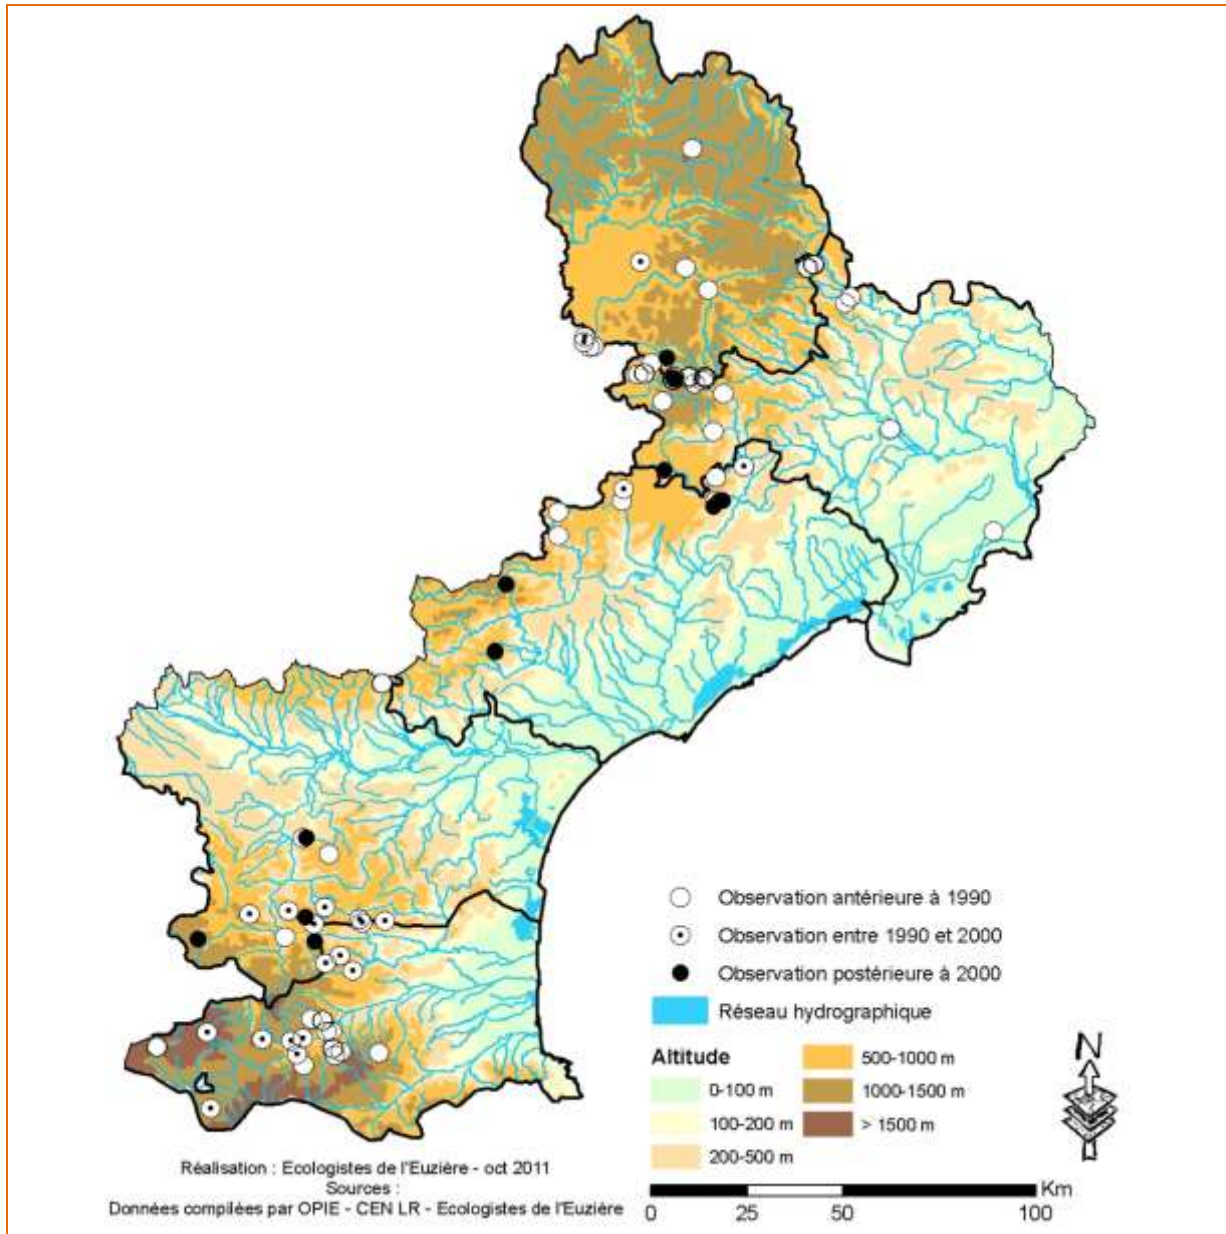 Observation antérieure à 1990
Observation entre 1990 et 2000
Observation postérieure à 2000
Réseau hydrographique
Altitude
0-100 m
100-200 m
200-500 m
500-1000 m
1000-1500 m
> 1500 m
N
Réalisation : Ecologistes de l'Euzière - oct 2011
Sources :
Données compilées par OPIE - CEN LR - Ecologistes de l'Euzière
Km
0 25 50 100